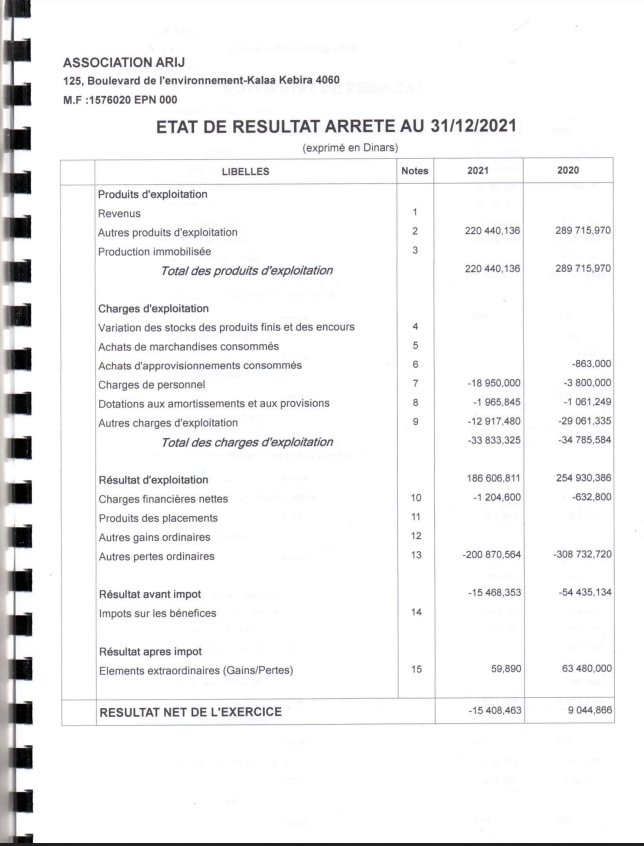 ASSOCIATION ARIJ
125, Boulevard de l'environnement-Kalaa Kebira 4060
M.F :1576020 EPN 000
ETAT DE RESULTAT ARRETE AU 31/12/2021
(exprimé en Dinars)
LIBELLES Notes 2021 2020
Produits d'exploitation
Revenus 1
Autres produits d'exploitation 2 220 440,136 289 715,970
Production immobilisée 3
Total des produits d'exploitation 220 440,136 289 715,970
Charges d'exploitation
Variation des stocks des produits finis et des encours 4
Achats de marchandises consommés 5
Achats d'approvisionnements consommés 6 -863,000
Charges de personnel 7 -18 950,000 -3 800,000
Dotations aux amortissements et aux provisions 8 -1 965,845 -1 061,249
Autres charges d'exploitation 9 -12 917,480 -29 061,335
Total des charges d'exploitation -33 833,325 -34 785,584
Résultat d'exploitation 186 606,811 254 930,386
Charges financières nettes 10 -1 204,600 -632,800
Produits des placements 11
Autres gains ordinaires 12
Autres pertes ordinaires 13 -200 870,564 -308 732,720
Résultat avant impot -15 468,353 -54 435,134
Impots sur les bénefices 14
Résultat apres impot
Elements extraordinaires (Gains/Pertes) 15 59,890 63 480,000
RESULTAT NET DE L'EXERCICE -15 408,463 9 044,866